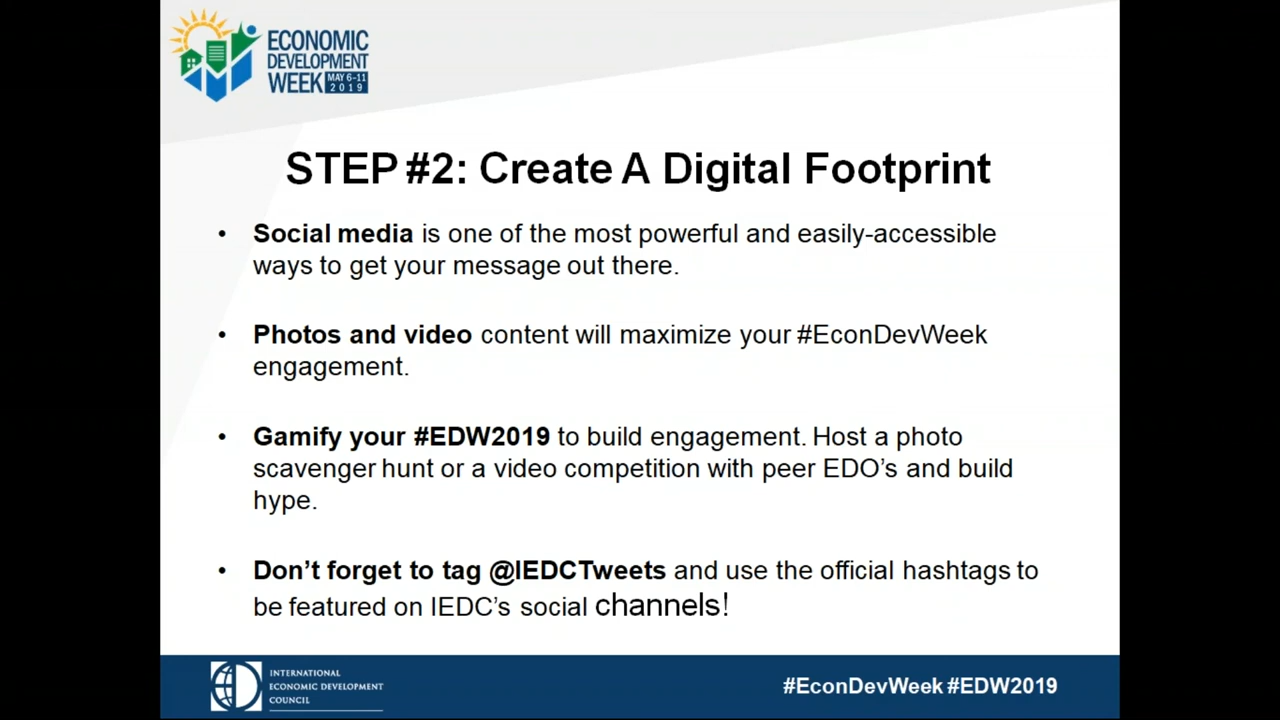 ECONOMIC
DEVELOPMENT
WEEK MAY 6-11
2019
STEP #2: Create A Digital Footprint
• Social media is one of the most powerful and easily-accessible
ways to get your message out there.
• Photos and video content will maximize your #EconDevWeek
engagement.
• Gamify your #EDW2019 to build engagement. Host a photo
scavenger hunt or a video competition with peer EDO’s and build
hype.
• Don’t forget to tag @IEDCTweets and use the official hashtags to
be featured on IEDC’s social channels!
INTERNATIONAL
ECONOMIC DEVELOPMENT
COUNCIL
#EconDevWeek #EDW2019